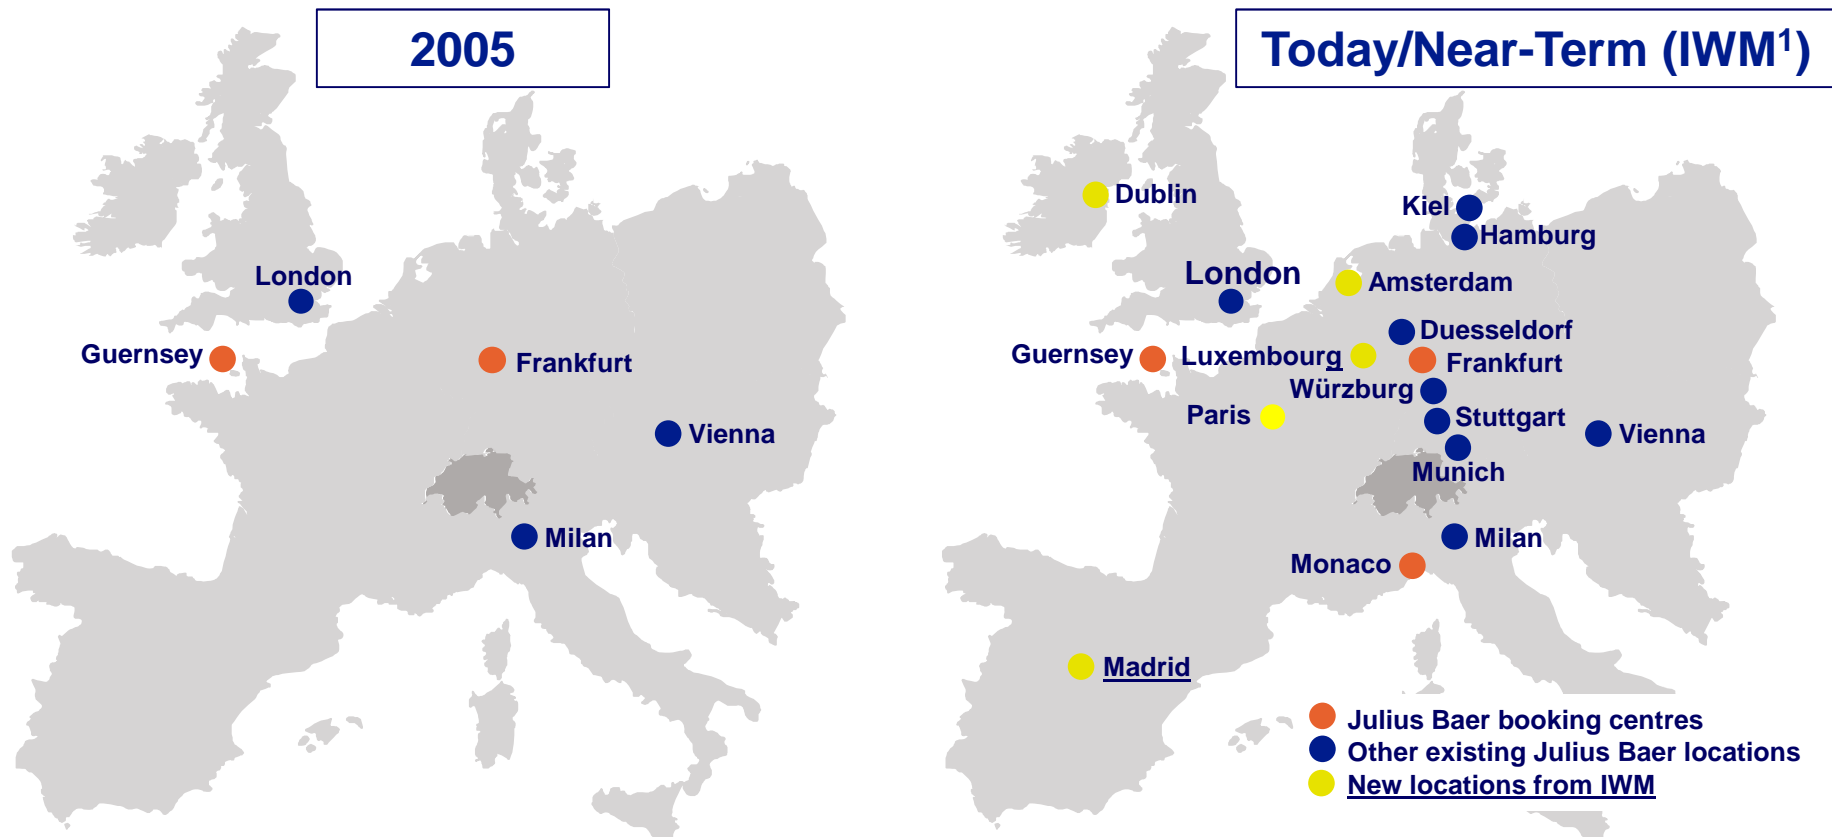 2005
London
Guernsey
Frankfurt
Vienna
Milan
Today/Near-Term (IWM¹)
Dublin
Kiel
Hamburg
London
Amsterdam
Duesseldorf
Guernsey
Luxembourg
Frankfurt
Würzburg
Paris
Stuttgart
Vienna
Munich
Milan
Monaco
Madrid
Julius Baer booking centres
Other existing Julius Baer locations
New locations from IWM